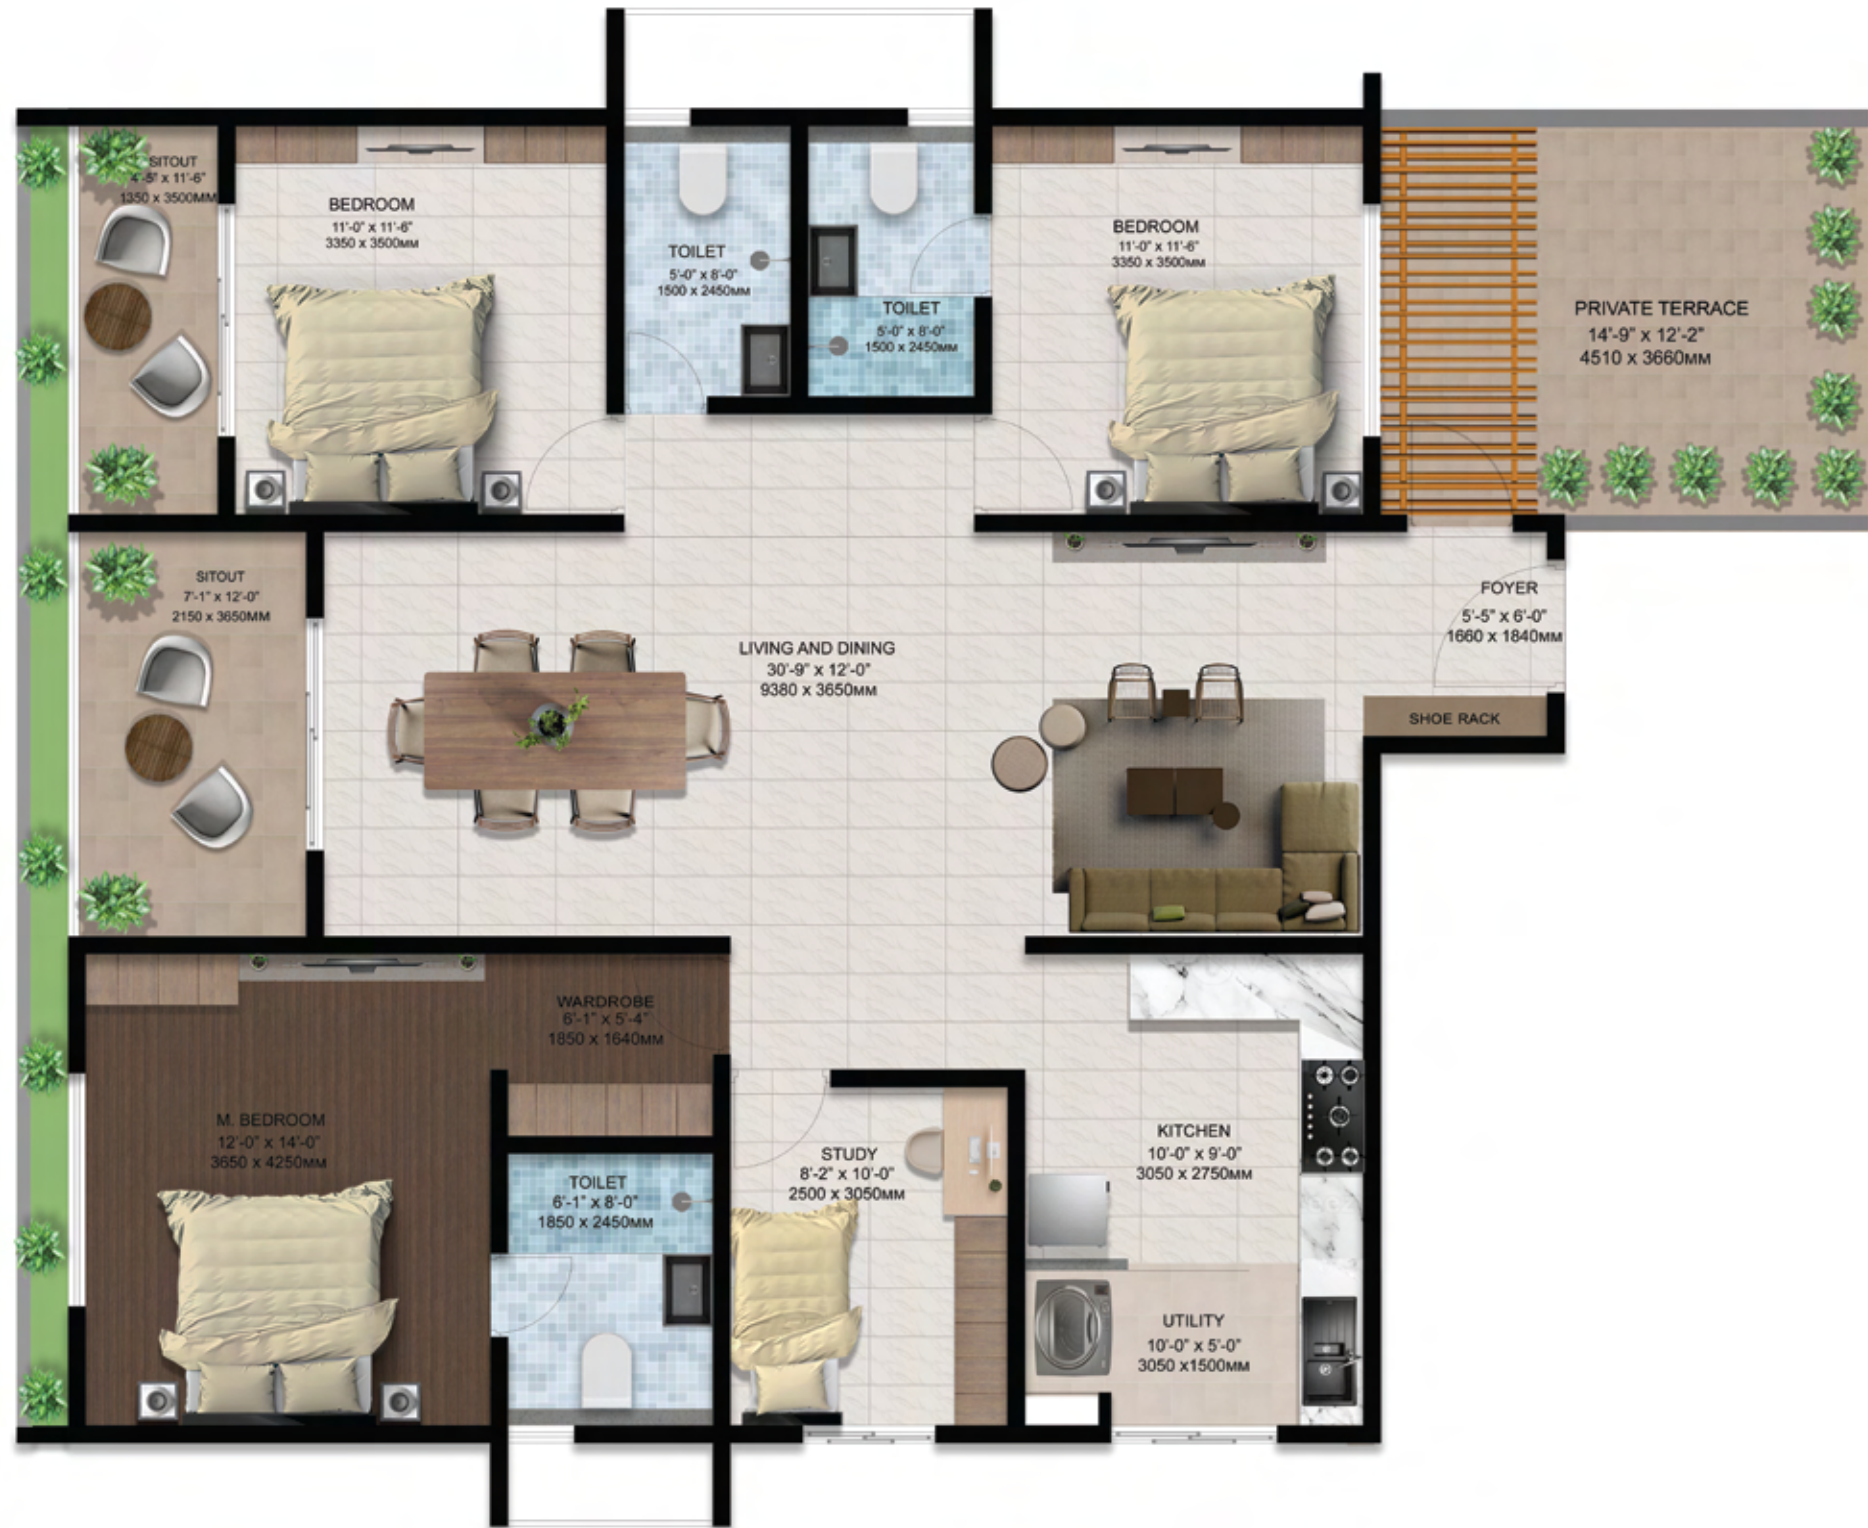 SITOUT
4'-5" x 11'-6"
1350 x 3500MM
BEDROOM
11'-0" x 11'-6"
3350 x 3500MM
TOILET
5'-0" x 8'-0"
1500 x 2450MM
TOILET
5'-0" x 8'-0"
1500 x 2450MM
BEDROOM
11'-0" x 11'-6"
3350 x 3500MM
PRIVATE TERRACE
14'-9" x 12'-2"
4510 x 3660MM
SITOUT
7'-1" x 12'-0"
2150 x 3650MM
LIVING AND DINING
30'-9" x 12'-0"
9380 x 3650MM
FOYER
5'-5" x 6'-0"
1660 x 1840MM
SHOE RACK
WARDROBE
6'-1" x 5'-4"
1850 x 1640MM
M. BEDROOM
12'-0" x 14'-0"
3650 x 4250MM
TOILET
6'-1" x 8'-0"
1850 x 2450MM
STUDY
8'-2" x 10'-0"
2500 x 3050MM
KITCHEN
10'-0" x 9'-0"
3050 x 2750MM
UTILITY
10'-0" x 5'-0"
3050 x1500MM